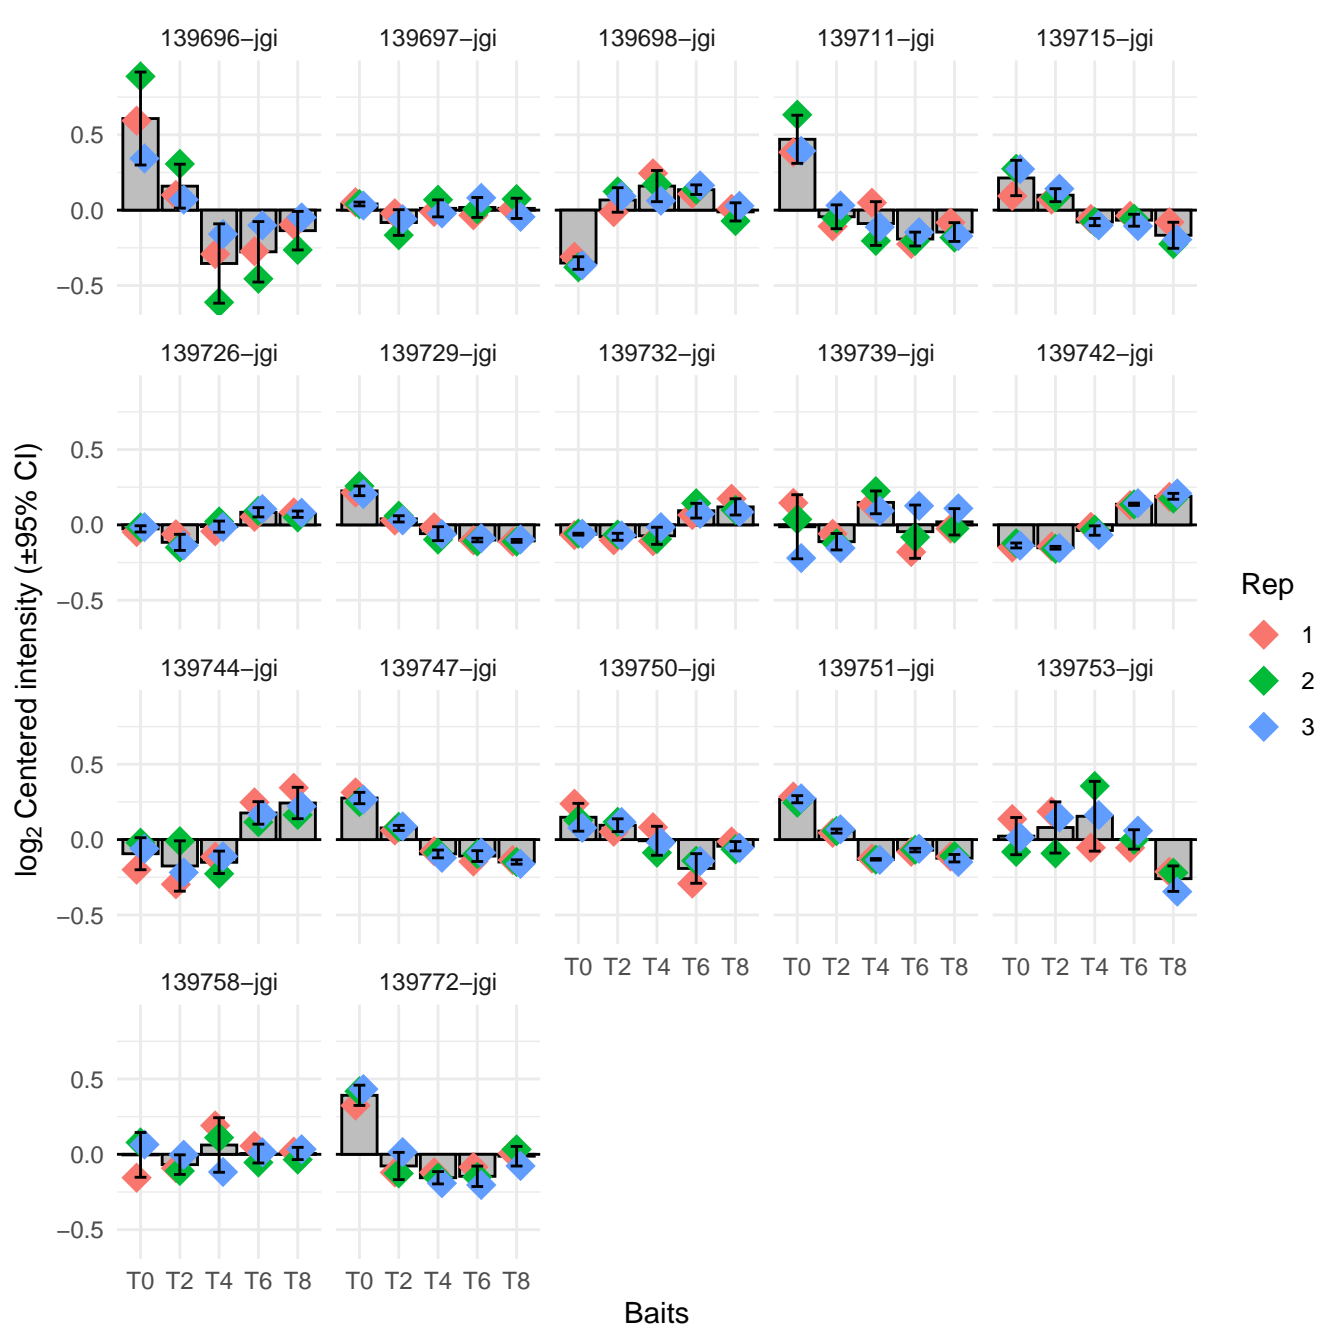 139696–jgi 139697–jgi 139698–jgi 139711–jgi 139715–jgi
0.5
0.0
−0.5
139726–jgi 139729–jgi 139732–jgi 139739–jgi 139742–jgi
0.5
0.0
−0.5
139744–jgi 139747–jgi 139750–jgi 139751–jgi 139753–jgi
0.5
0.0
−0.5
T0 T2 T4 T6 T8 T0 T2 T4 T6 T8 T0 T2 T4 T6 T8
139758–jgi 139772–jgi
0.5
0.0
−0.5
T0 T2 T4 T6 T8 T0 T2 T4 T6 T8
Baits
log2 Centered intensity (±95% CI)
Rep
1
2
3